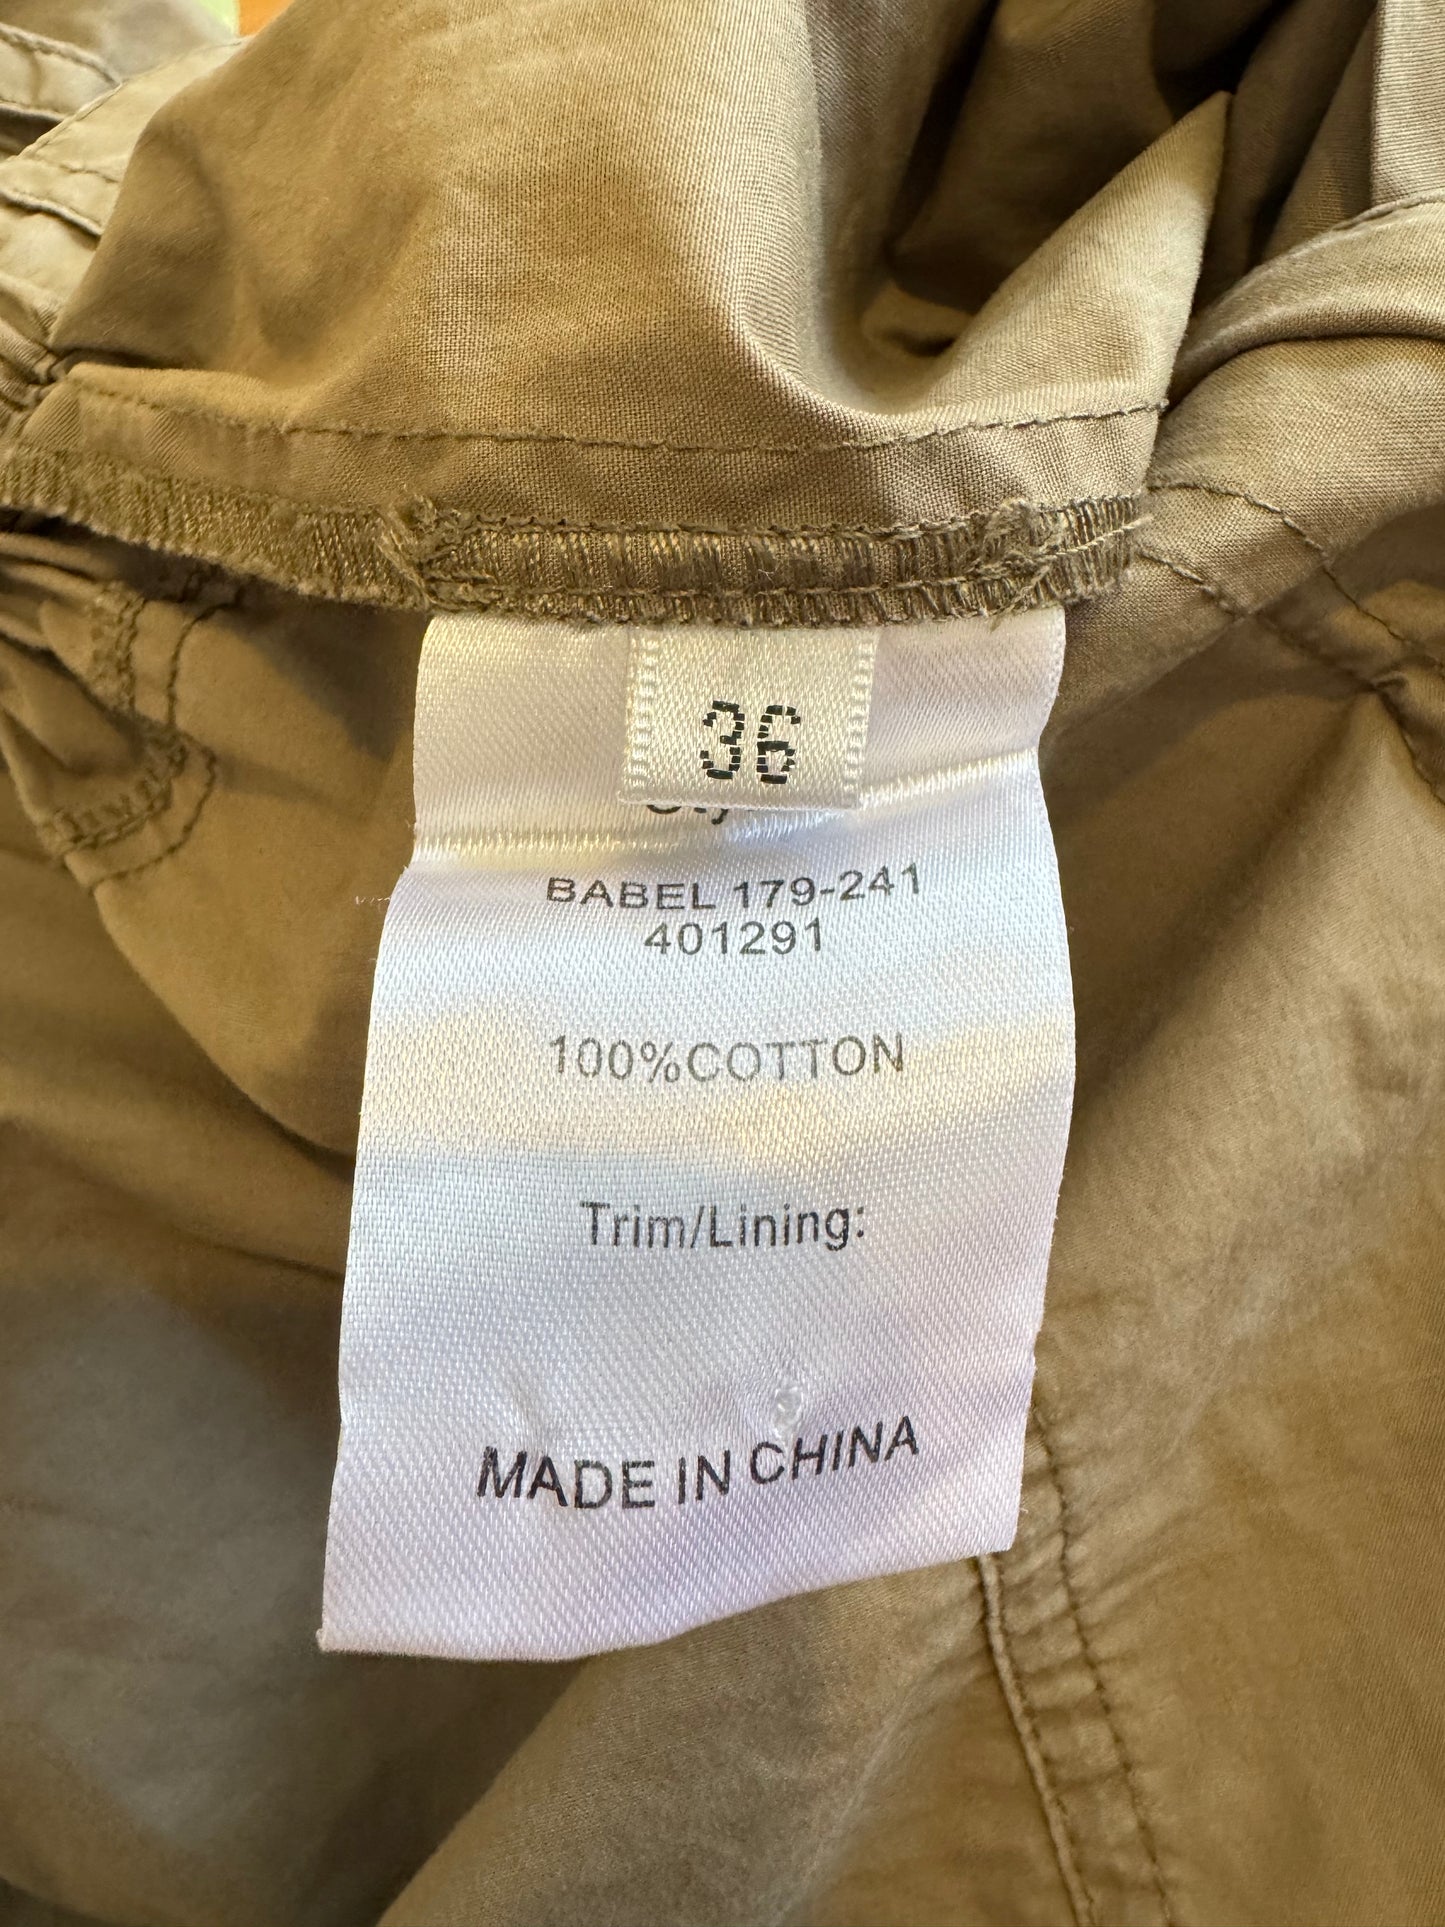 36
BABEL 179-241
401291
100%COTTON
Trim/Lining:
MADE IN CHINA